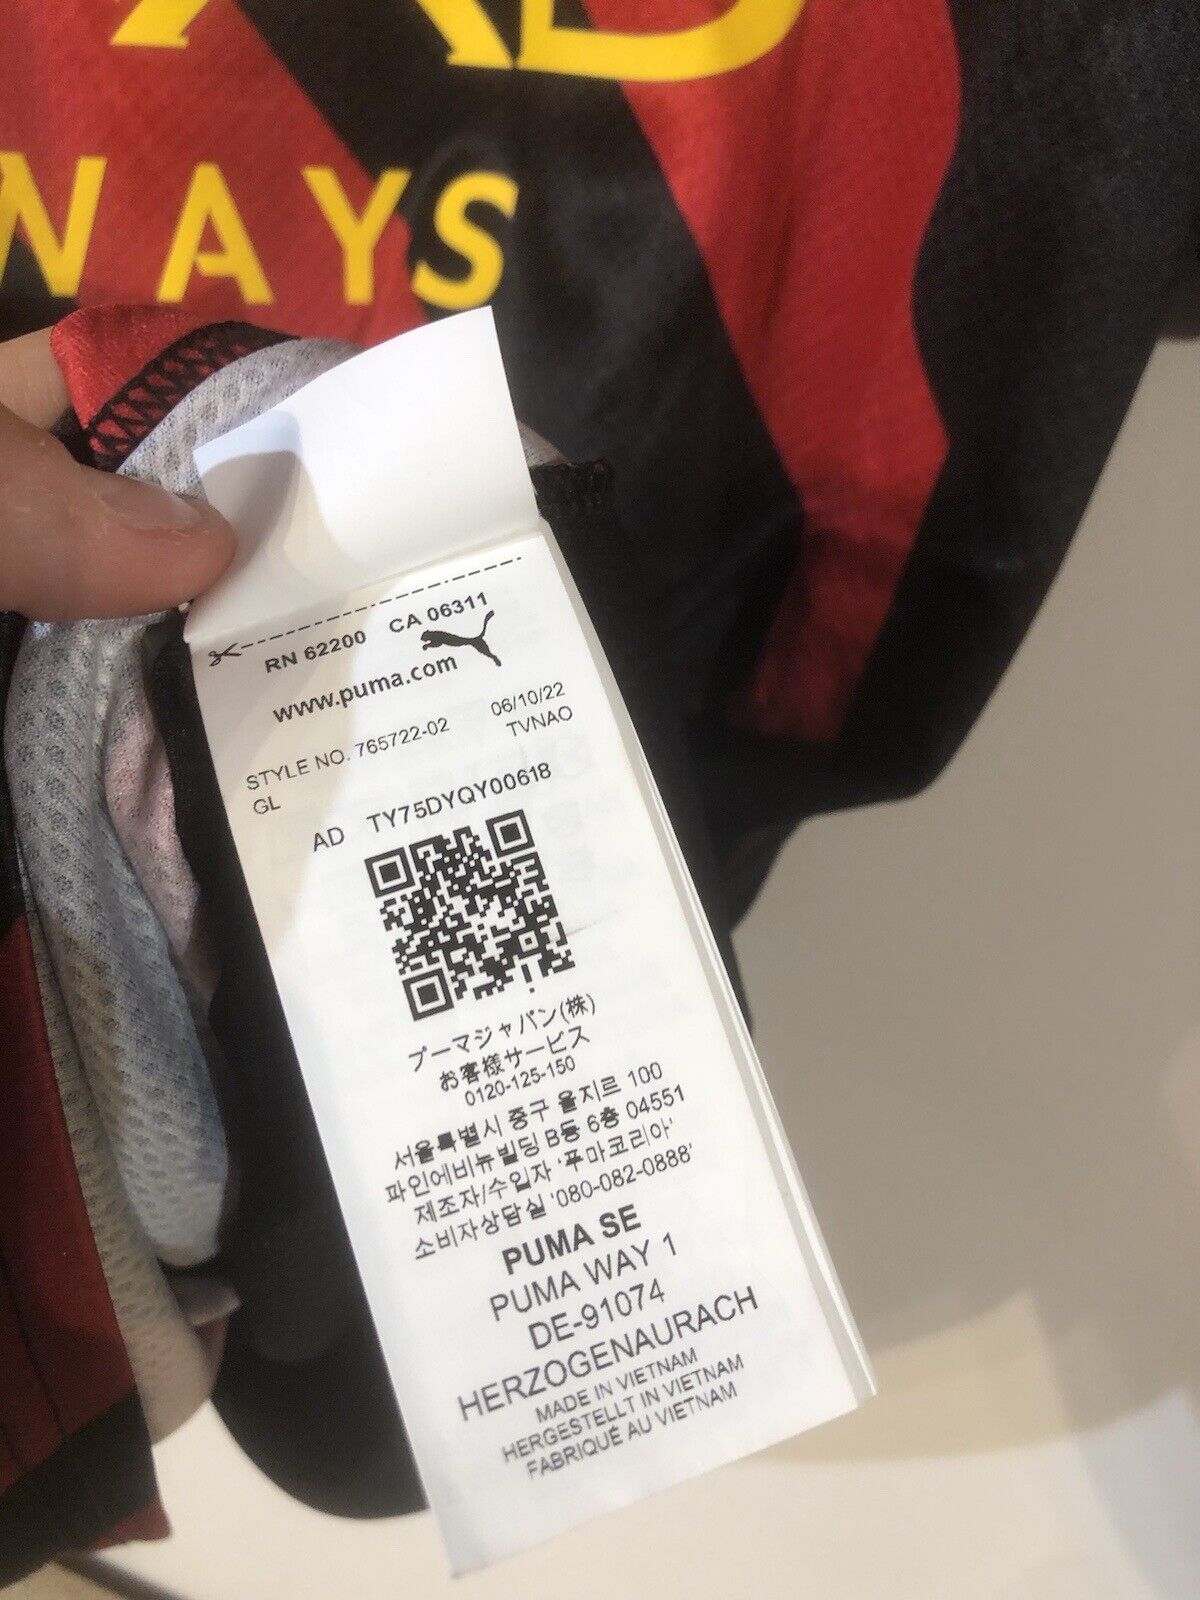 WAYS
RN 62200 CA 06311
www.puma.com
STYLE NO. 765722-02 06/10/22
GL TVNAO
AD TY75DYQY00618
プーマジャパン(株)
お客様サービス
0120-125-150
서울특별시 중구 을지르 100
파인에비뉴빌딩 B동 6층 04551
제조자/수입자 '푸마코리아'
소비자상담실 '080-082-0888'
PUMA SE
PUMA WAY 1
DE-91074
HERZOGENAURACH
MADE IN VIETNAM
HERGESTELLT IN VIETNAM
FABRIQUÉ AU VIETNAM